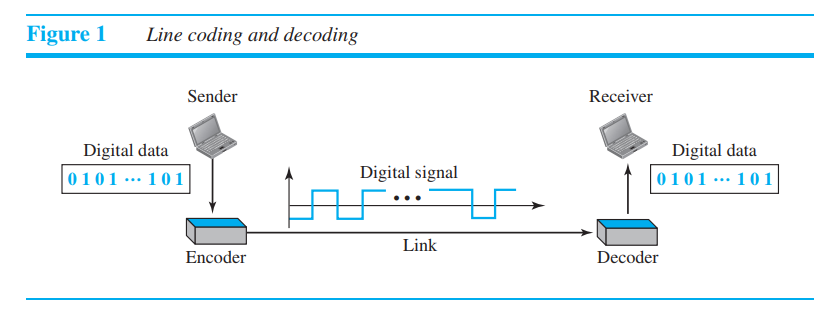 Figure 1 Line coding and decoding
Sender
Receiver
Digital data
Digital data
0 1 0 1 ••• 1 0 1
Digital signal
0 1 0 1 ••• 1 0 1
•••
Link
Encoder
Decoder